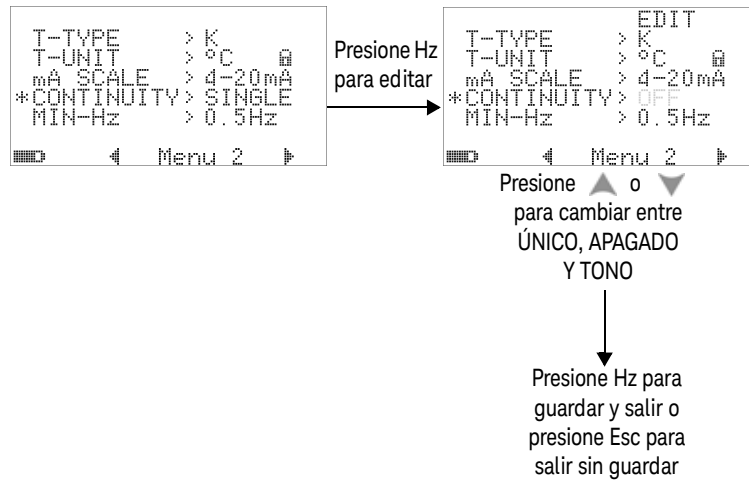 T-TYPE > K
T-UNIT > °C
mA SCALE > 4-20mA
*CONTINUITY> SINGLE
MIN-Hz > 0.5Hz
Menu 2
Presione Hz
para editar
EDIT
T-TYPE > K
T-UNIT > °C
mA SCALE > 4-20mA
*CONTINUITY> OFF
MIN-Hz > 0.5Hz
Menu 2
Presione o
para cambiar entre
ÚNICO, APAGADO
Y TONO
Presione Hz para
guardar y salir o
presione Esc para
salir sin guardar